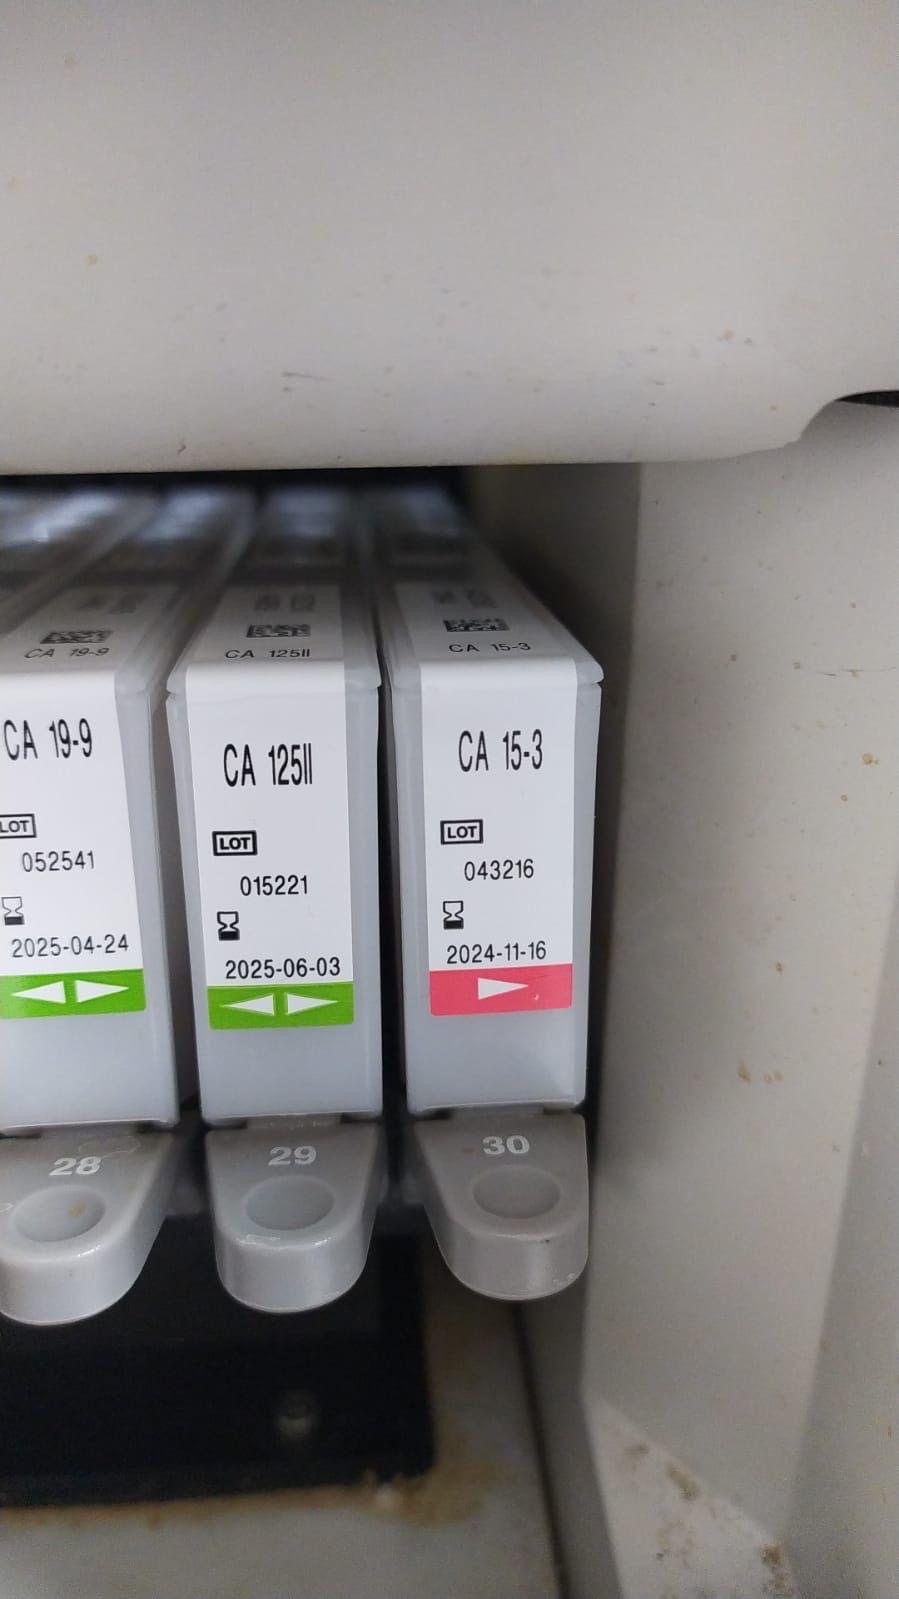 CA 19-9
CA 19-9
LOT
052541
2025-04-24
28
CA 125II
CA 125II
LOT
015221
2025-06-03
29
CA 15-3
CA 15-3
LOT
043216
2024-11-16
30